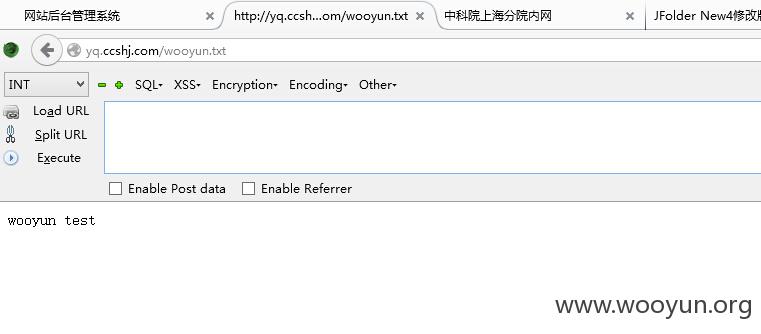 网站后台管理系统 × http://yq.ccsh...om/wooyun.txt × 中科院上海分院内网 × JFolder New4修改版
yq.ccshj.com/wooyun.txt
INT SQL▾ XSS▾ Encryption▾ Encoding▾ Other▾
Load URL
Split URL
Execute
Enable Post data Enable Referrer
wooyun test
www.wooyun.org